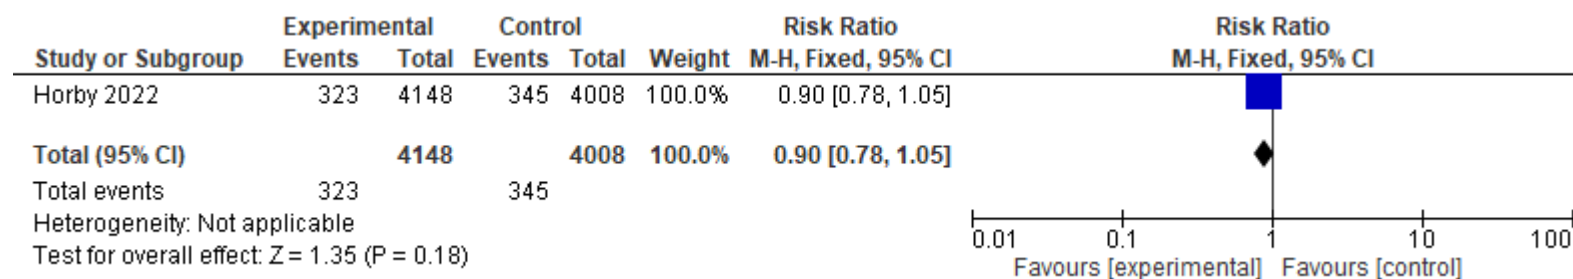 Experimental Control Risk Ratio Risk Ratio
Study or Subgroup Events Total Events Total Weight M-H, Fixed, 95% CI M-H, Fixed, 95% CI
Horby 2022 323 4148 345 4008 100.0% 0.90 [0.78, 1.05]
Total (95% CI) 4148 4008 100.0% 0.90 [0.78, 1.05]
Total events 323 345
Heterogeneity: Not applicable
Test for overall effect: Z = 1.35 (P = 0.18)
0.01 0.1 1 10 100
Favours [experimental] Favours [control]